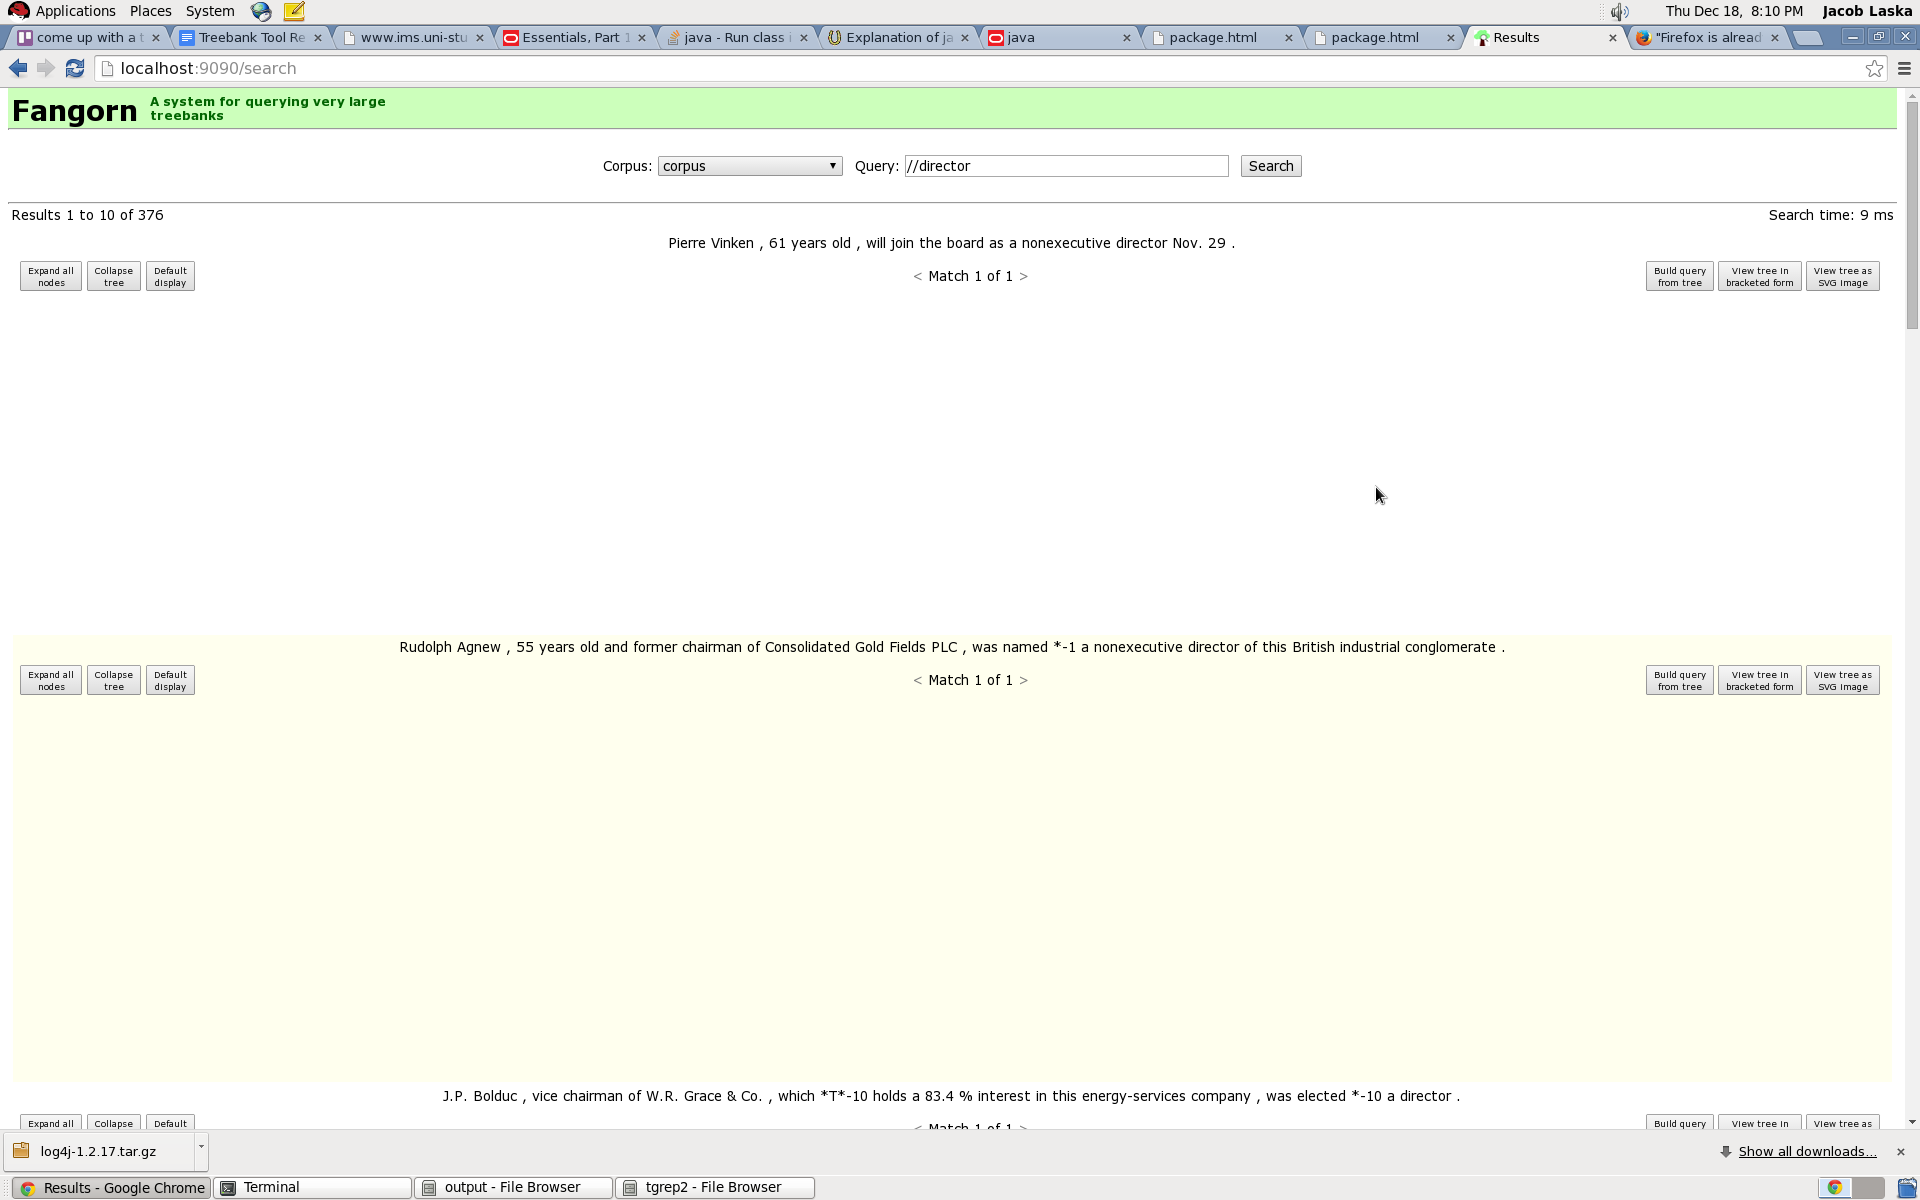 Applications Places System Thu Dec 18, 8:10 PM Jacob Laska
come up with a t Treebank Tool Re www.ims.uni-stu Essentials, Part 1 java - Run class i Explanation of ja java package.html package.html Results "Firefox is alread
localhost:9090/search
Fangorn
A system for querying very large
treebanks
Corpus: corpus Query: //director Search
Results 1 to 10 of 376 Search time: 9 ms
Pierre Vinken , 61 years old , will join the board as a nonexecutive director Nov. 29 .
Expand all nodes Collapse tree Default display < Match 1 of 1 > Build query from tree View tree in bracketed form View tree as SVG image
Rudolph Agnew , 55 years old and former chairman of Consolidated Gold Fields PLC , was named *-1 a nonexecutive director of this British industrial conglomerate .
Expand all nodes Collapse tree Default display < Match 1 of 1 > Build query from tree View tree in bracketed form View tree as SVG image
J.P. Bolduc , vice chairman of W.R. Grace & Co. , which *T*-10 holds a 83.4 % interest in this energy-services company , was elected *-10 a director .
Expand all Collapse Default Match 1 of 1 Build query View tree in View tree as
log4j-1.2.17.tar.gz Show all downloads...
Results - Google Chrome Terminal output - File Browser tgrep2 - File Browser